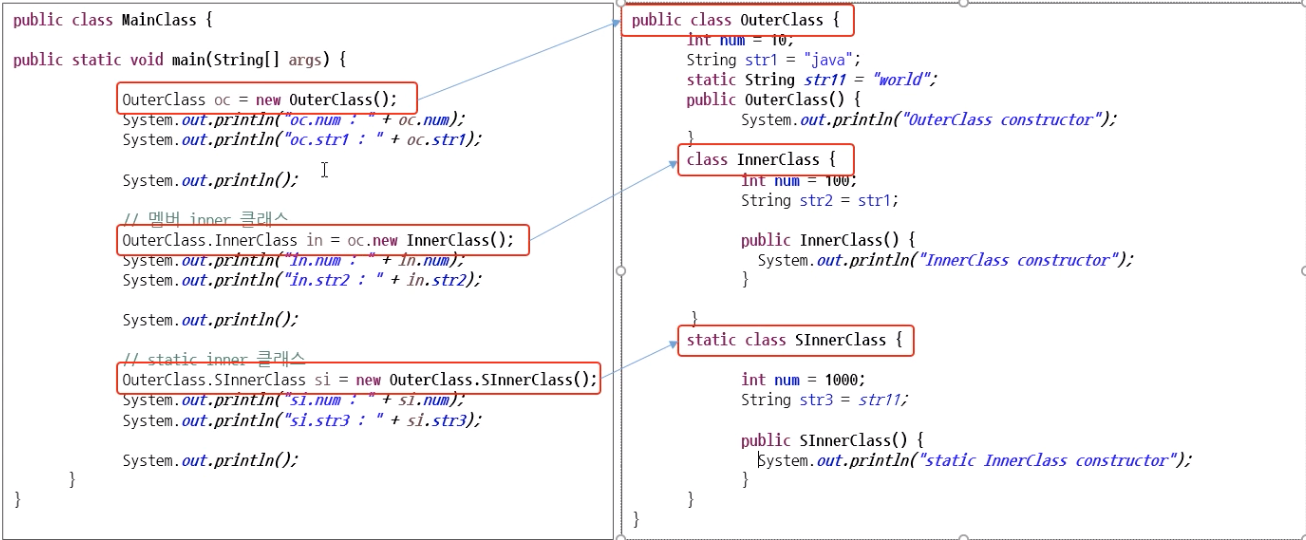 public class MainClass {
public static void main(String[] args) {
OuterClass oc = new OuterClass();
System.out.println("oc.num : " + oc.num);
System.out.println("oc.str1 : " + oc.str1);
System.out.println();
// 멤버 inner 클래스
OuterClass.InnerClass in = oc.new InnerClass();
System.out.println("in.num : " + in.num);
System.out.println("in.str2 : " + in.str2);
System.out.println();
// static inner 클래스
OuterClass.SInnerClass si = new OuterClass.SInnerClass();
System.out.println("si.num : " + si.num);
System.out.println("si.str3 : " + si.str3);
System.out.println();
}
}
public class OuterClass {
int num = 10;
String str1 = "java";
static String str11 = "world";
public OuterClass() {
System.out.println("OuterClass constructor");
}
class InnerClass {
int num = 100;
String str2 = str1;
public InnerClass() {
System.out.println("InnerClass constructor");
}
}
static class SInnerClass {
int num = 1000;
String str3 = str11;
public SInnerClass() {
System.out.println("static InnerClass constructor");
}
}
}